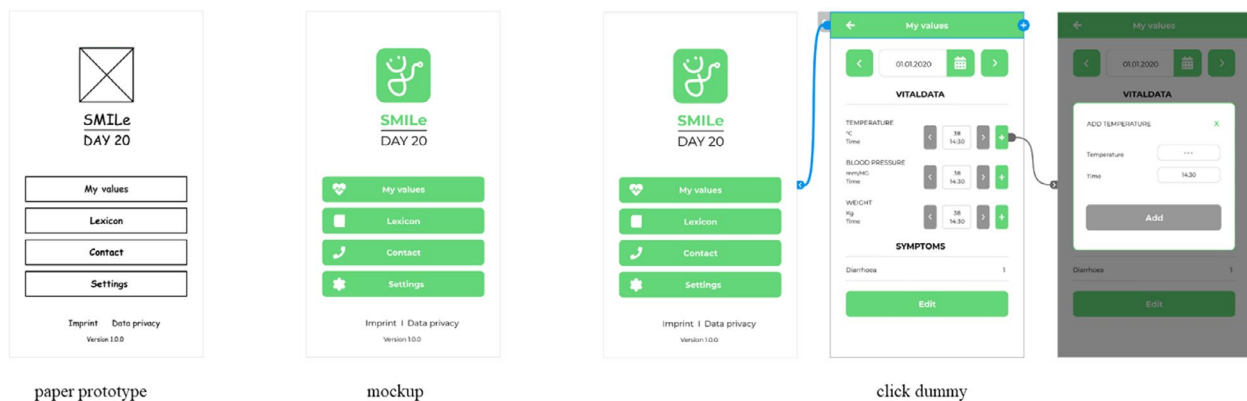 SMILe
DAY 20
My values
Lexicon
Contact
Settings
Imprint Data privacy
Version 1.0.0
paper prototype
SMILe
DAY 20
My values
Lexicon
Contact
Settings
Imprint I Data privacy
Version 1.0.0
mockup
SMILe
DAY 20
My values
Lexicon
Contact
Settings
Imprint I Data privacy
Version 1.0.0
My values
01.01.2020
VITALDATA
TEMPERATURE
°C
Time
38
14:30
BLOOD PRESSURE
mm/HG
Time
38
14:30
WEIGHT
Kg
Time
38
14:30
SYMPTOMS
Diarrhoea 1
Edit
My values
01.01.2020
VITALDATA
ADD TEMPERATURE X
Temperature ---
Time 14:30
Add
Diarrhoea 1
Edit
click dummy